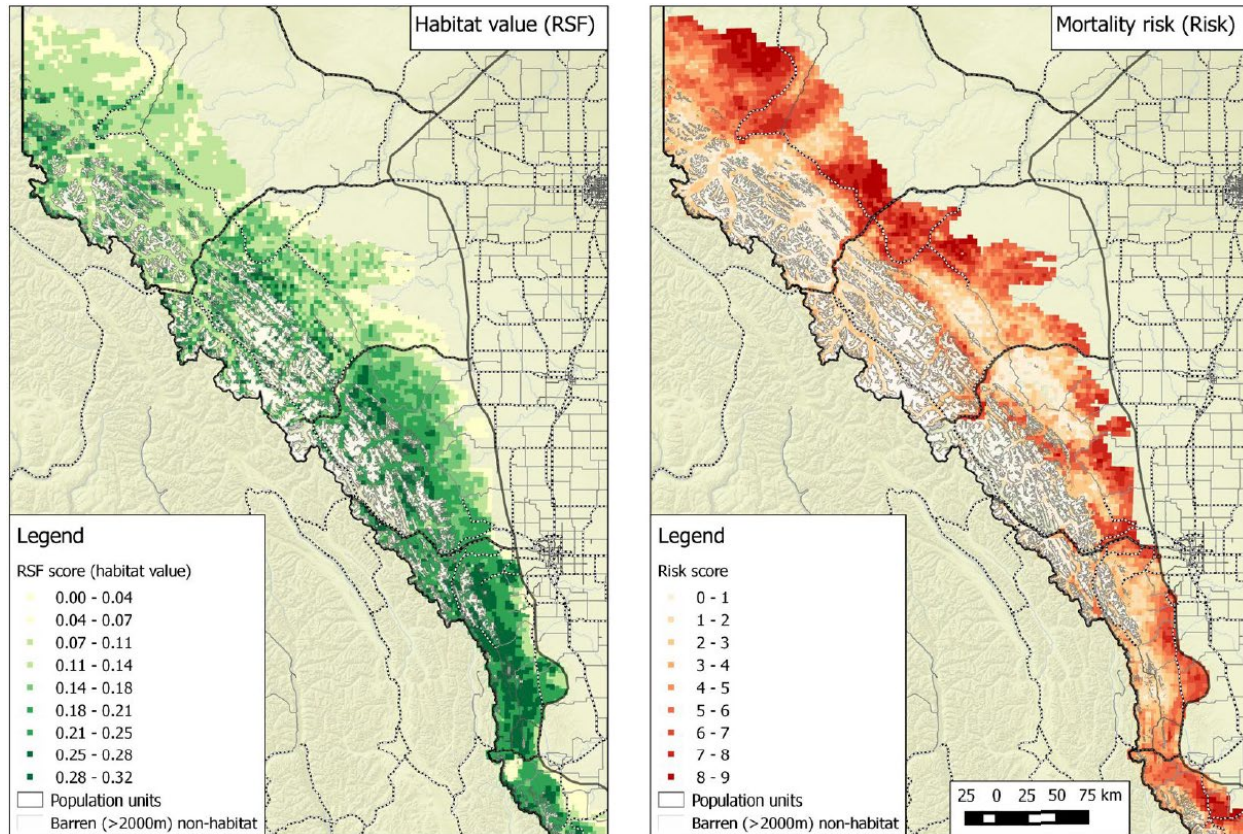 Habitat value (RSF)
Legend
RSF score (habitat value)
0.00 - 0.04
0.04 - 0.07
0.07 - 0.11
0.11 - 0.14
0.14 - 0.18
0.18 - 0.21
0.21 - 0.25
0.25 - 0.28
0.28 - 0.32
Population units
Barren (>2000m) non-habitat
Mortality risk (Risk)
Legend
Risk score
0 - 1
1 - 2
2 - 3
3 - 4
4 - 5
5 - 6
6 - 7
7 - 8
8 - 9
Population units
Barren (>2000m) non-habitat
25 0 25 50 75 km